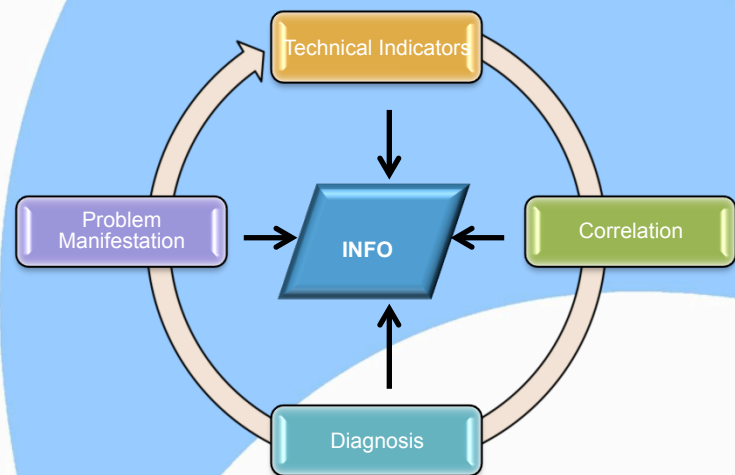 Technical Indicators
Problem
Manifestation
INFO
Correlation
Diagnosis